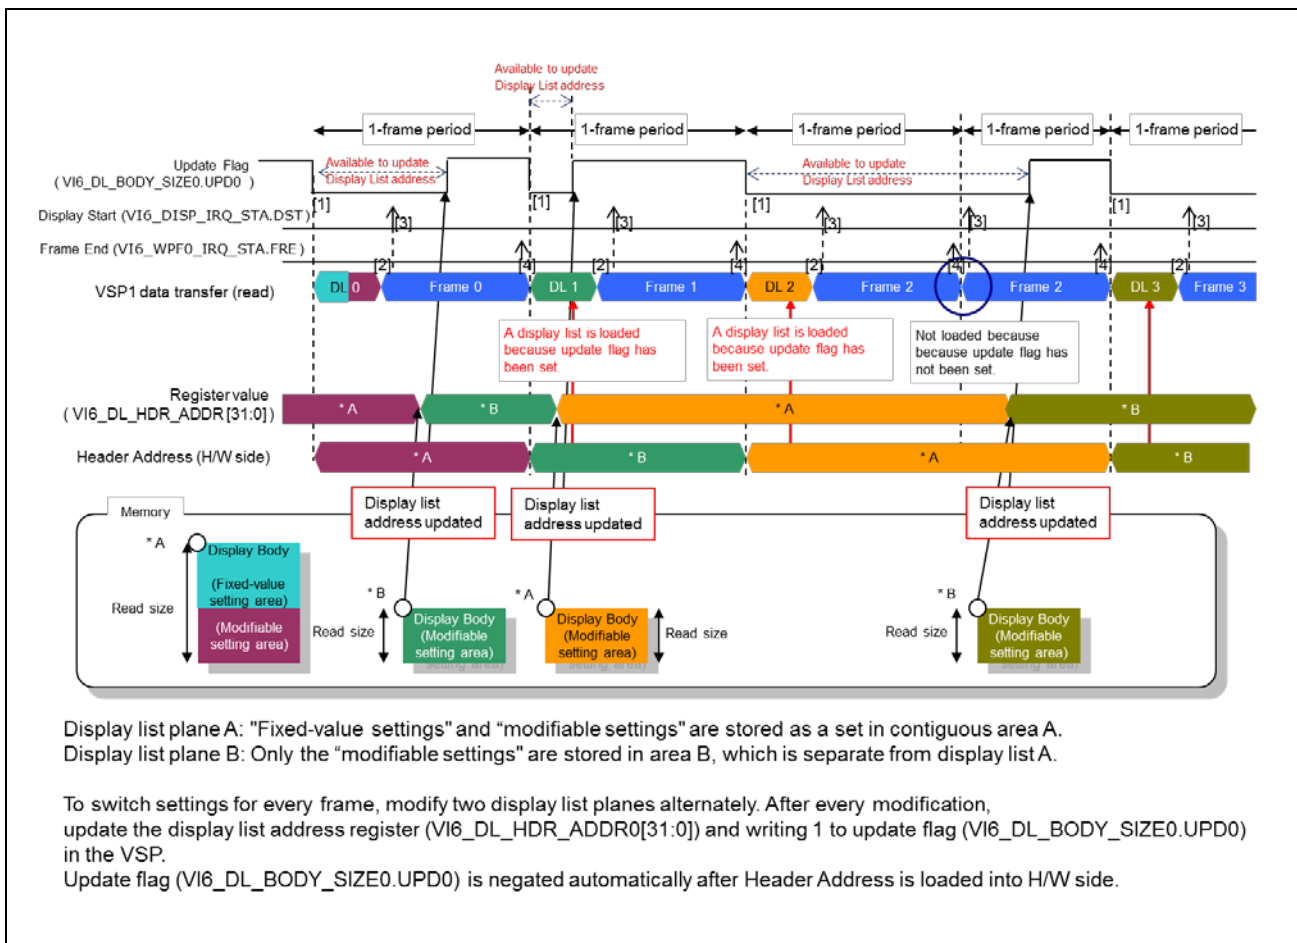 Available to update
Display List address
1-frame period
1-frame period
1-frame period
1-frame period
1-frame period
Update Flag
( VI6_DL_BODY_SIZE0.UPD0 )
Available to update
Display List address
Available to update
Display List address
[1]
[1]
[1]
[1]
Display Start (VI6_DISP_IRQ_STA.DST)
[3]
[3]
[3]
[3]
[3]
Frame End (VI6_WPF0_IRQ_STA.FRE)
[2]
[4]
[2]
[4]
[2]
[4]
[4]
[2]
VSP1 data transfer (read)
DL 0
Frame 0
DL 1
Frame 1
DL 2
Frame 2
Frame 2
DL 3
Frame 3
A display list is loaded
because update flag has
been set.
A display list is loaded
because update flag has
been set.
Not loaded because
because update flag has
not been set.
Register value
( VI6_DL_HDR_ADDR[31:0])
* A
* B
* A
* B
Header Address (H/W side)
* A
* B
* A
* B
Display list
address updated
Display list
address updated
Display list
address updated
Memory
* A
Read size
Display Body
(Fixed-value
setting area)
(Modifiable
setting area)
* B
Read size
Display Body
(Modifiable
setting area)
* A
Display Body
(Modifiable
setting area)
Read size
* B
Read size
Display Body
(Modifiable
setting area)
Display list plane A: "Fixed-value settings" and “modifiable settings" are stored as a set in contiguous area A.
Display list plane B: Only the “modifiable settings" are stored in area B, which is separate from display list A.
To switch settings for every frame, modify two display list planes alternately. After every modification,
update the display list address register (VI6_DL_HDR_ADDR0[31:0]) and writing 1 to update flag (VI6_DL_BODY_SIZE0.UPD0)
in the VSP.
Update flag (VI6_DL_BODY_SIZE0.UPD0) is negated automatically after Header Address is loaded into H/W side.